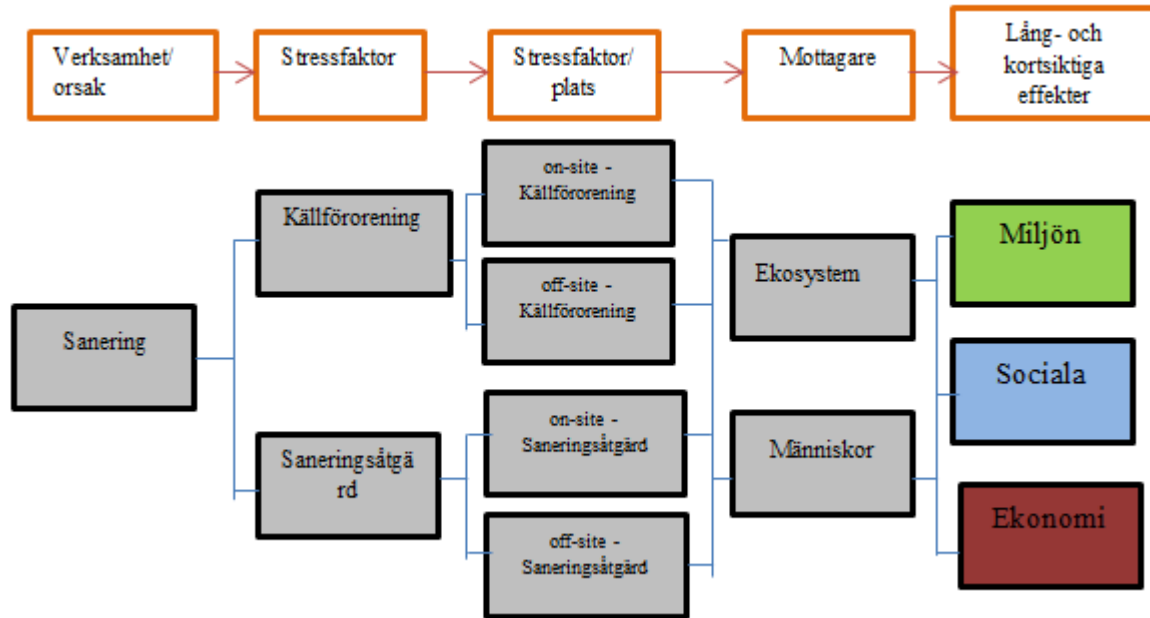 Verksamhet/
orsak
Stressfaktor
Stressfaktor/
plats
Mottagare
Lång- och
kortsiktiga
effekter
Sanering
Källförorening
Saneringsåtgä
rd
on-site -
Källförorening
off-site -
Källförorening
on-site -
Saneringsåtgärd
off-site -
Saneringsåtgärd
Ekosystem
Människor
Miljön
Sociala
Ekonomi